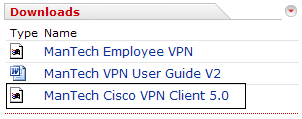 Downloads
Type Name
ManTech Employee VPN
ManTech VPN User Guide V2
ManTech Cisco VPN Client 5.0